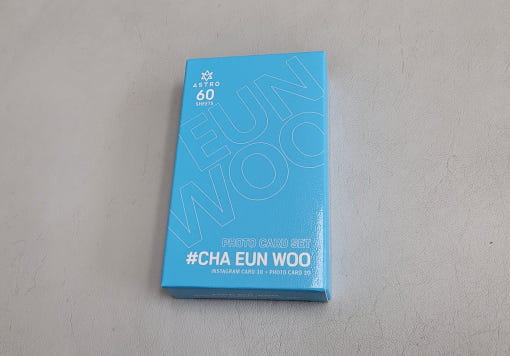 ASTRO
60
SHEETS
EUN
WOO
PHOTO CARD SET
#CHA EUN WOO
INSTAGRAM CARD 30 + PHOTO CARD 30